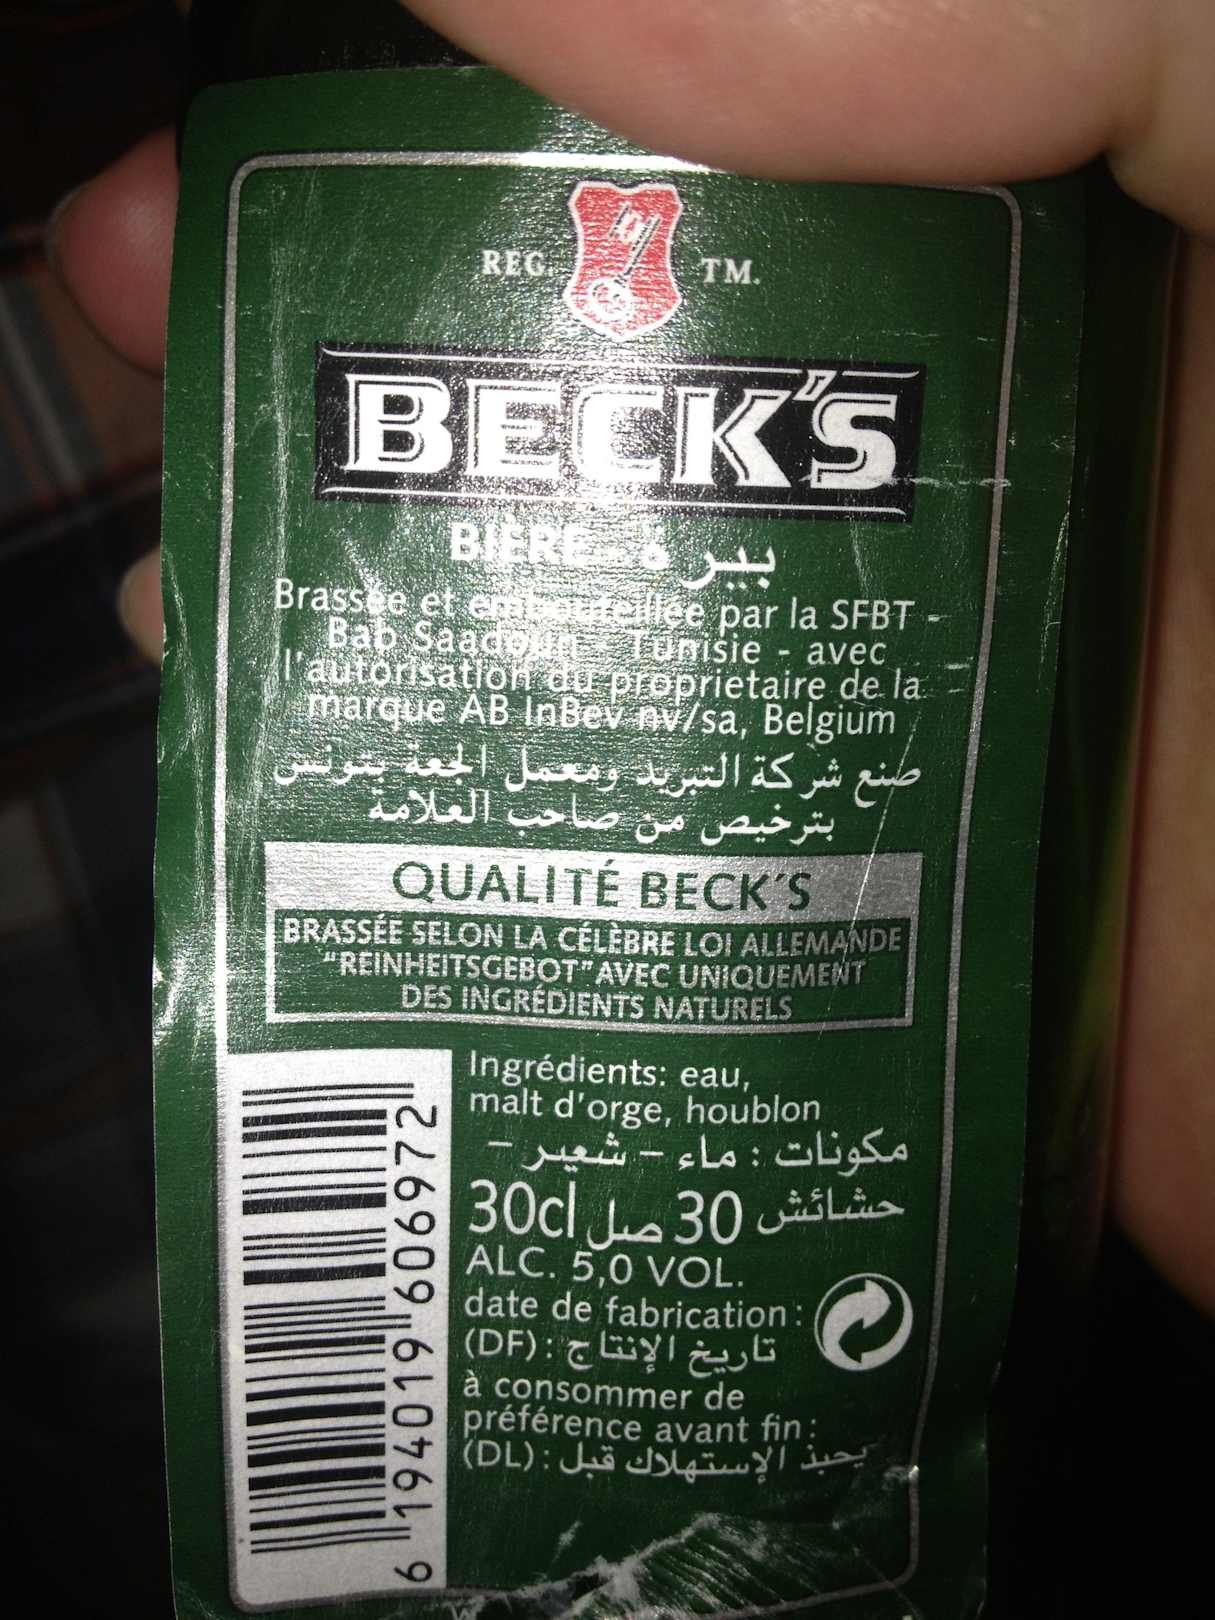 REG. TM.
BECK'S
BIÈRE - بيرة
Brassée et embouteillée par la SFBT -
Bab Saadoun - Tunisie - avec
l'autorisation du propriétaire de la
marque AB InBev nv/sa, Belgium
صنع شركة التبريد ومعمل الجعة بتونس
بترخيص من صاحب العلامة
QUALITÉ BECK'S
BRASSÉE SELON LA CÉLÈBRE LOI ALLEMANDE
"REINHEITSGEBOT" AVEC UNIQUEMENT
DES INGRÉDIENTS NATURELS
Ingrédients: eau,
malt d'orge, houblon
مكونات : ماء - شعير -
حشائش 30 صل 30cl
ALC. 5,0 VOL.
date de fabrication :
(DF) : تاريخ الإنتاج
à consommer de
préférence avant fin :
(DL) : يحبذ الإستهلاك قبل
6 194019 606972